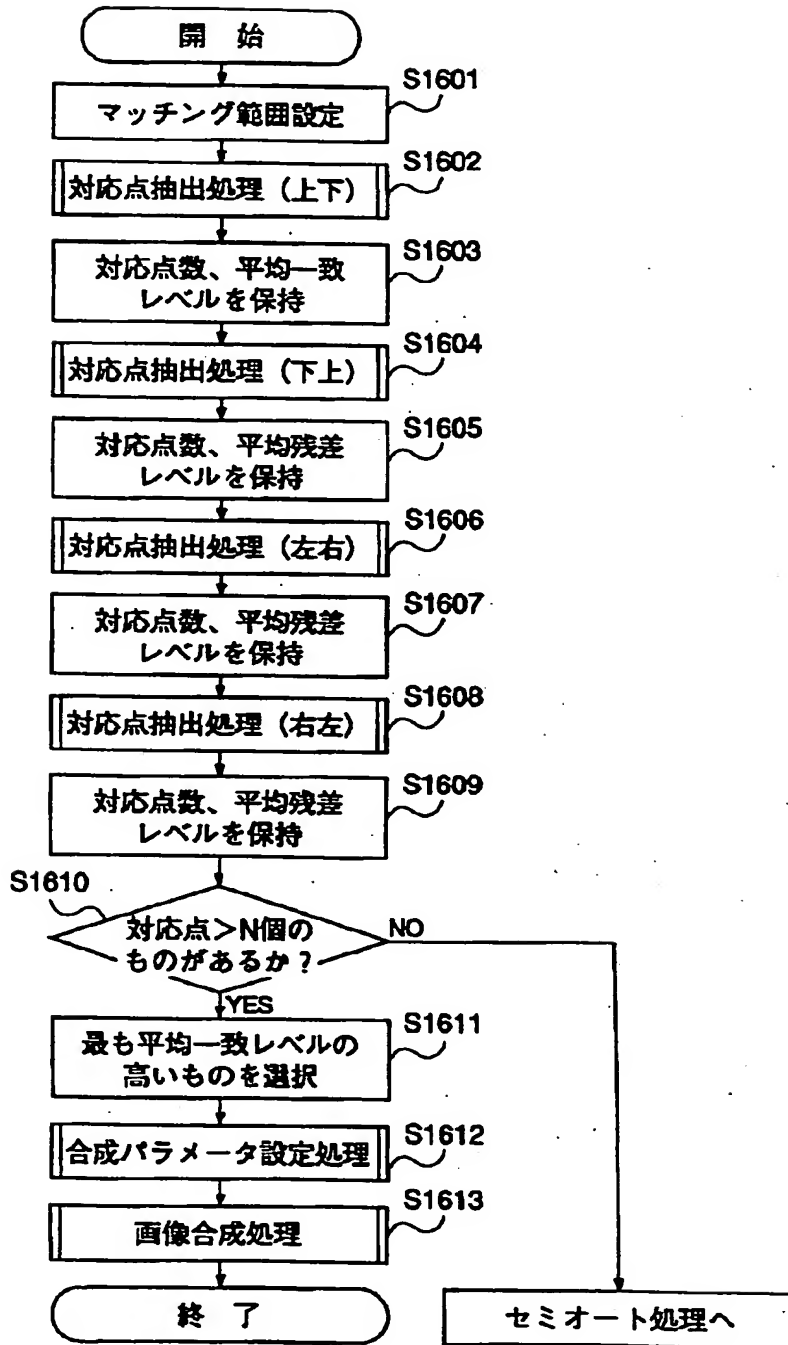 開 始
S1601
マッチング範囲設定
S1602
対応点抽出処理（上下）
S1603
対応点数、平均一致
レベルを保持
S1604
対応点抽出処理（下上）
S1605
対応点数、平均残差
レベルを保持
S1606
対応点抽出処理（左右）
S1607
対応点数、平均残差
レベルを保持
S1608
対応点抽出処理（右左）
S1609
対応点数、平均残差
レベルを保持
S1610
対応点＞N個の
ものがあるか？
NO
YES
S1611
最も平均一致レベルの
高いものを選択
S1612
合成パラメータ設定処理
S1613
画像合成処理
終 了
セミオート処理へ